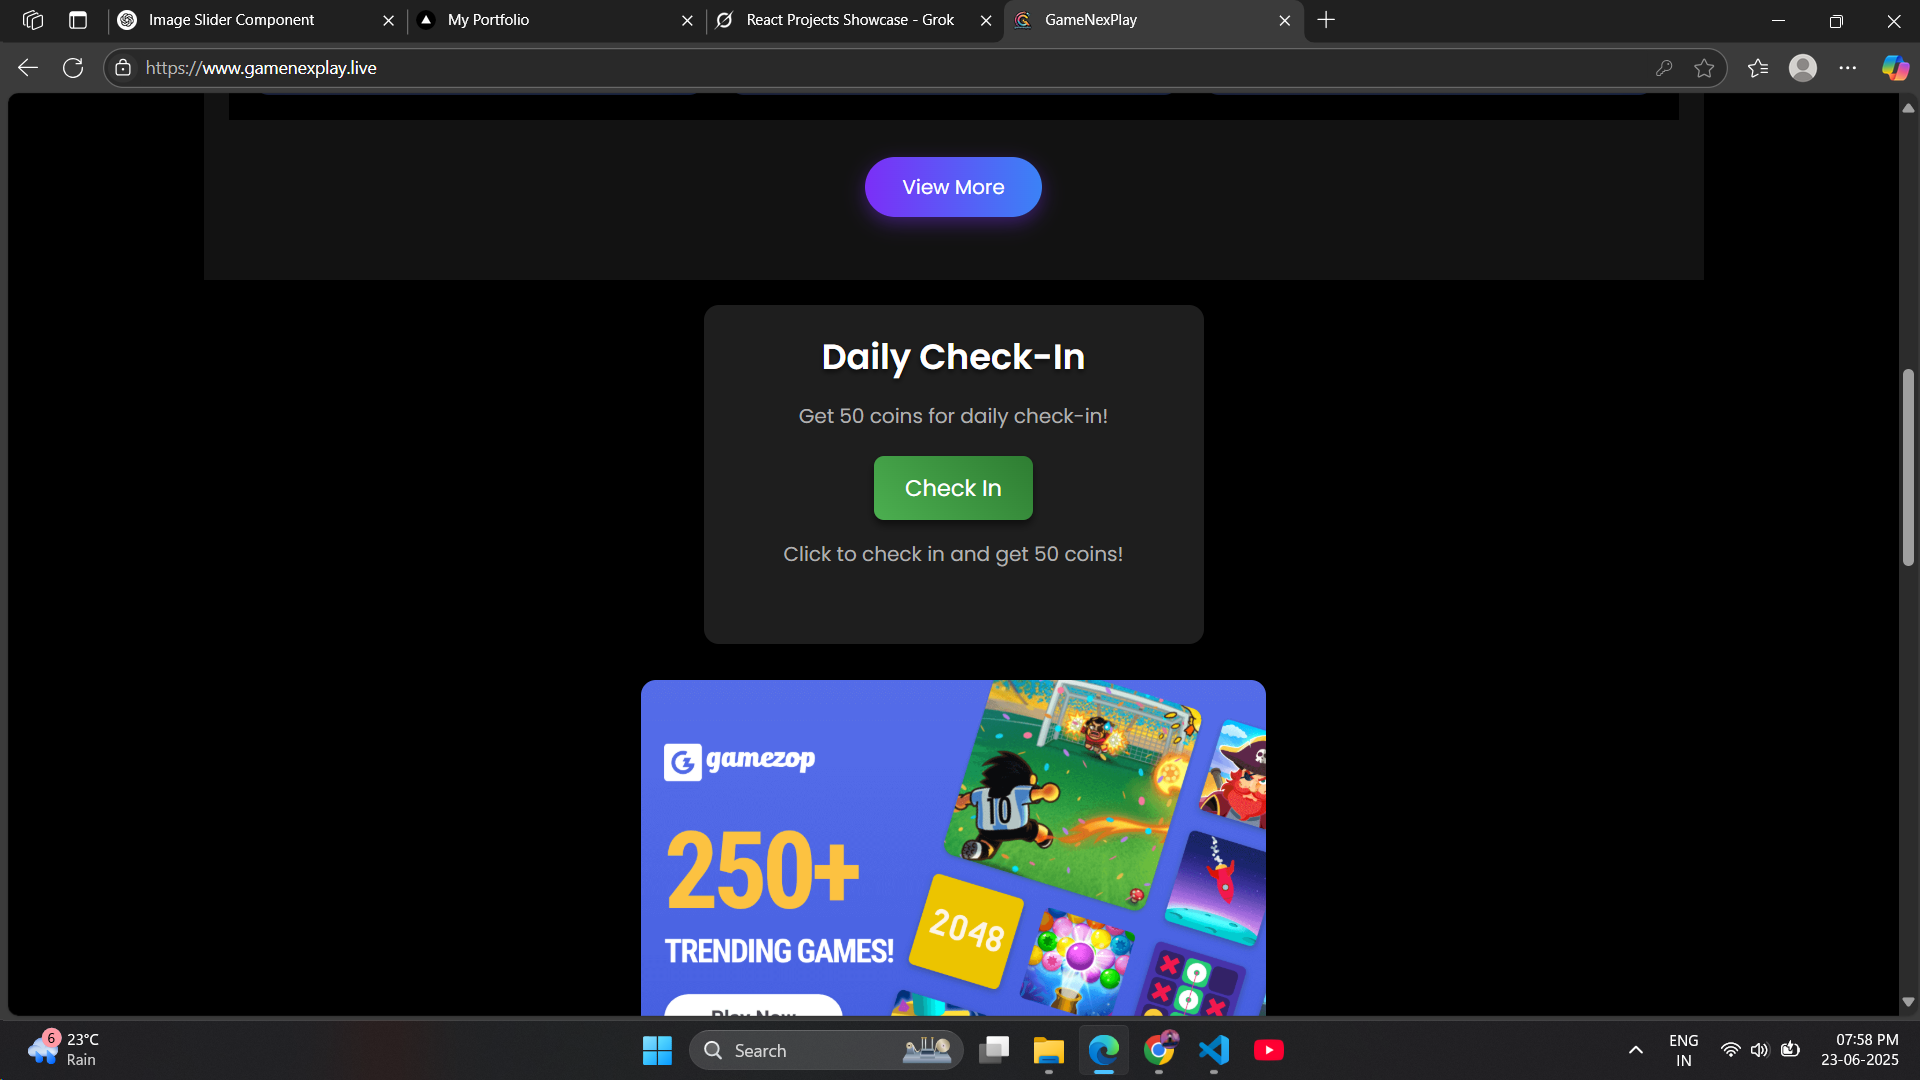 Image Slider Component
My Portfolio
React Projects Showcase - Grok
GameNexPlay
https://www.gamenexplay.live
View More
Daily Check-In
Get 50 coins for daily check-in!
Check In
Click to check in and get 50 coins!
G gamezop
250+
TRENDING GAMES!
Play Now
10
2048
6
23°C
Rain
Search
ENG
IN
07:58 PM
23-06-2025